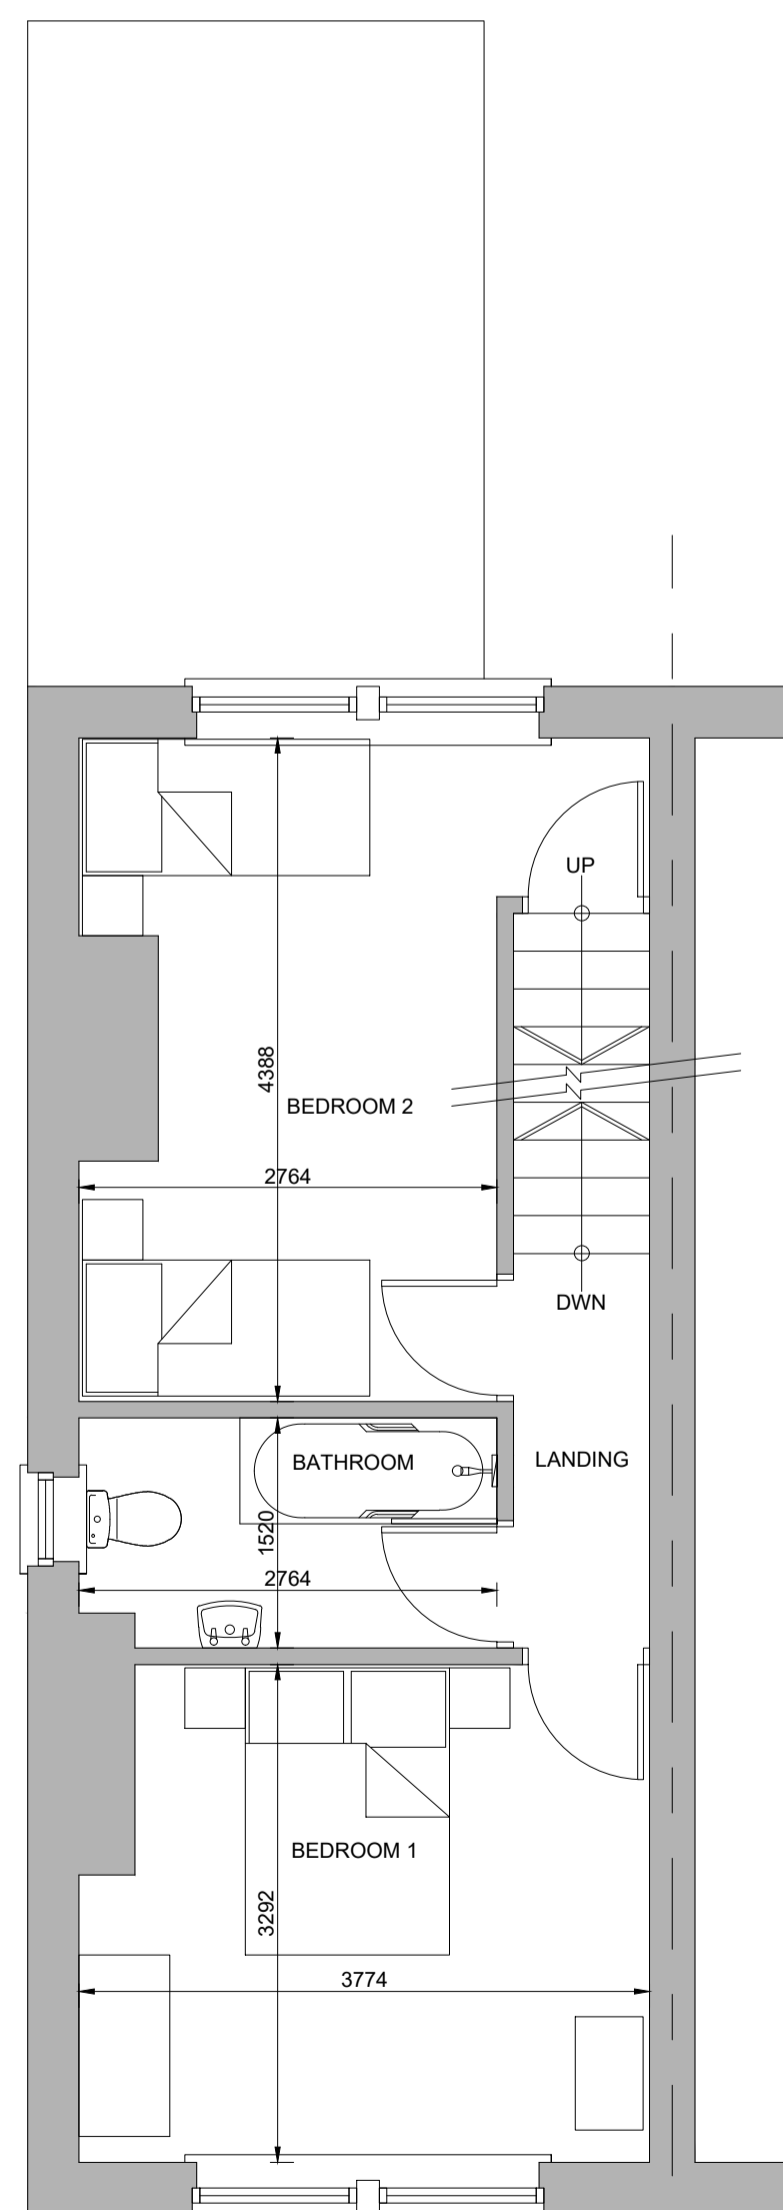 UP
4388
BEDROOM 2
2764
DWN
BATHROOM
LANDING
1520
2764
BEDROOM 1
3292
3774